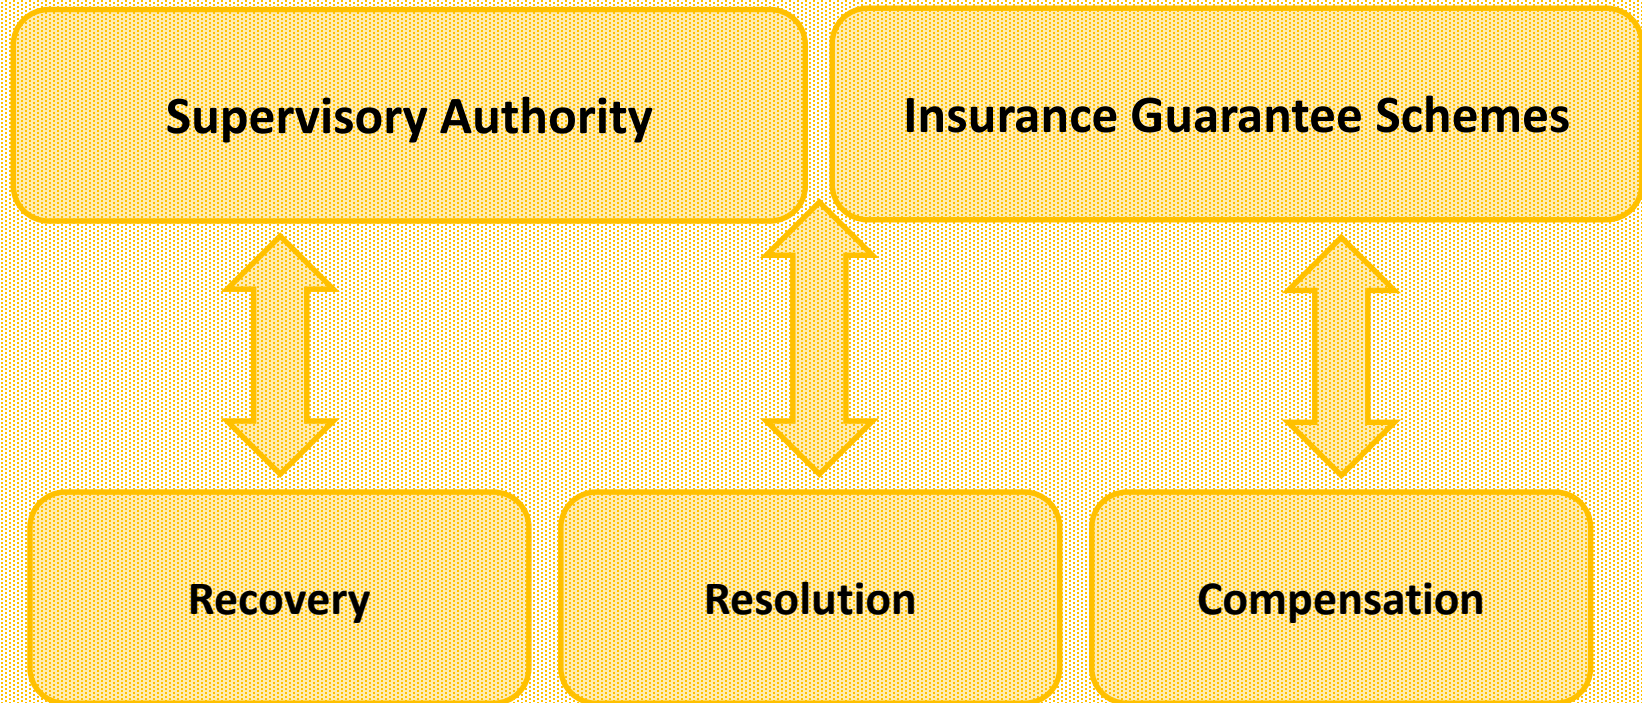 Supervisory Authority
Insurance Guarantee Schemes
Recovery
Resolution
Compensation